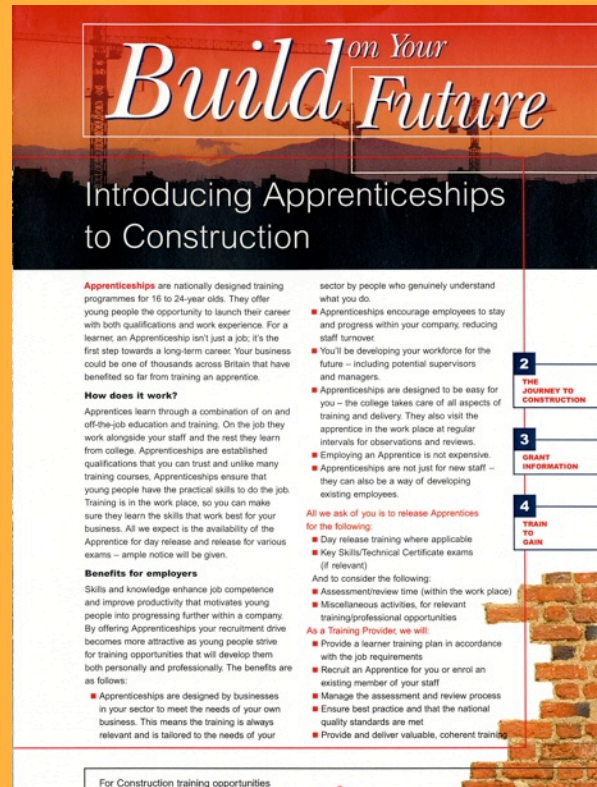 Build on Your
Future
Introducing Apprenticeships
to Construction
Apprenticeships are nationally designed training
programmes for 16 to 24-year olds. They offer
young people the opportunity to launch their career
with both qualifications and work experience. For a
learner, an Apprenticeship isn't just a job; it's the
first step towards a long-term career. Your business
could be one of thousands across Britain that have
benefited so far from training an apprentice.
How does it work?
Apprentices learn through a combination of on and
off-the-job education and training. On the job they
work alongside your staff and the rest they learn
from college. Apprenticeships are established
qualifications that you can trust and unlike many
training courses, Apprenticeships ensure that
young people have the practical skills to do the job.
Training is in the work place, so you can make
sure they learn the skills that work best for your
business. All we expect is the availability of the
Apprentice for day release and release for various
exams – ample notice will be given.
Benefits for employers
Skills and knowledge enhance job competence
and improve productivity that motivates young
people into progressing further within a company.
By offering Apprenticeships your recruitment drive
becomes more attractive as young people strive
for training opportunities that will develop them
both personally and professionally. The benefits are
as follows:
■ Apprenticeships are designed by businesses
in your sector to meet the needs of your own
business. This means the training is always
relevant and is tailored to the needs of your
sector by people who genuinely understand
what you do.
■ Apprenticeships encourage employees to stay
and progress within your company, reducing
staff turnover.
■ You'll be developing your workforce for the
future – including potential supervisors
and managers.
■ Apprenticeships are designed to be easy for
you – the college takes care of all aspects of
training and delivery. They also visit the
apprentice in the work place at regular
intervals for observations and reviews.
■ Employing an Apprentice is not expensive.
■ Apprenticeships are not just for new staff –
they can also be a way of developing
existing employees.
All we ask of you is to release Apprentices
for the following:
■ Day release training where applicable
■ Key Skills/Technical Certificate exams
(if relevant)
And to consider the following:
■ Assessment/review time (within the work place)
■ Miscellaneous activities, for relevant
training/professional opportunities
As a Training Provider, we will:
■ Provide a learner training plan in accordance
with the job requirements
■ Recruit an Apprentice for you or enrol an
existing member of your staff
■ Manage the assessment and review process
■ Ensure best practice and that the national
quality standards are met
■ Provide and deliver valuable, coherent training
2
THE
JOURNEY TO
CONSTRUCTION
3
GRANT
INFORMATION
4
TRAIN
TO
GAIN
For Construction training opportunities